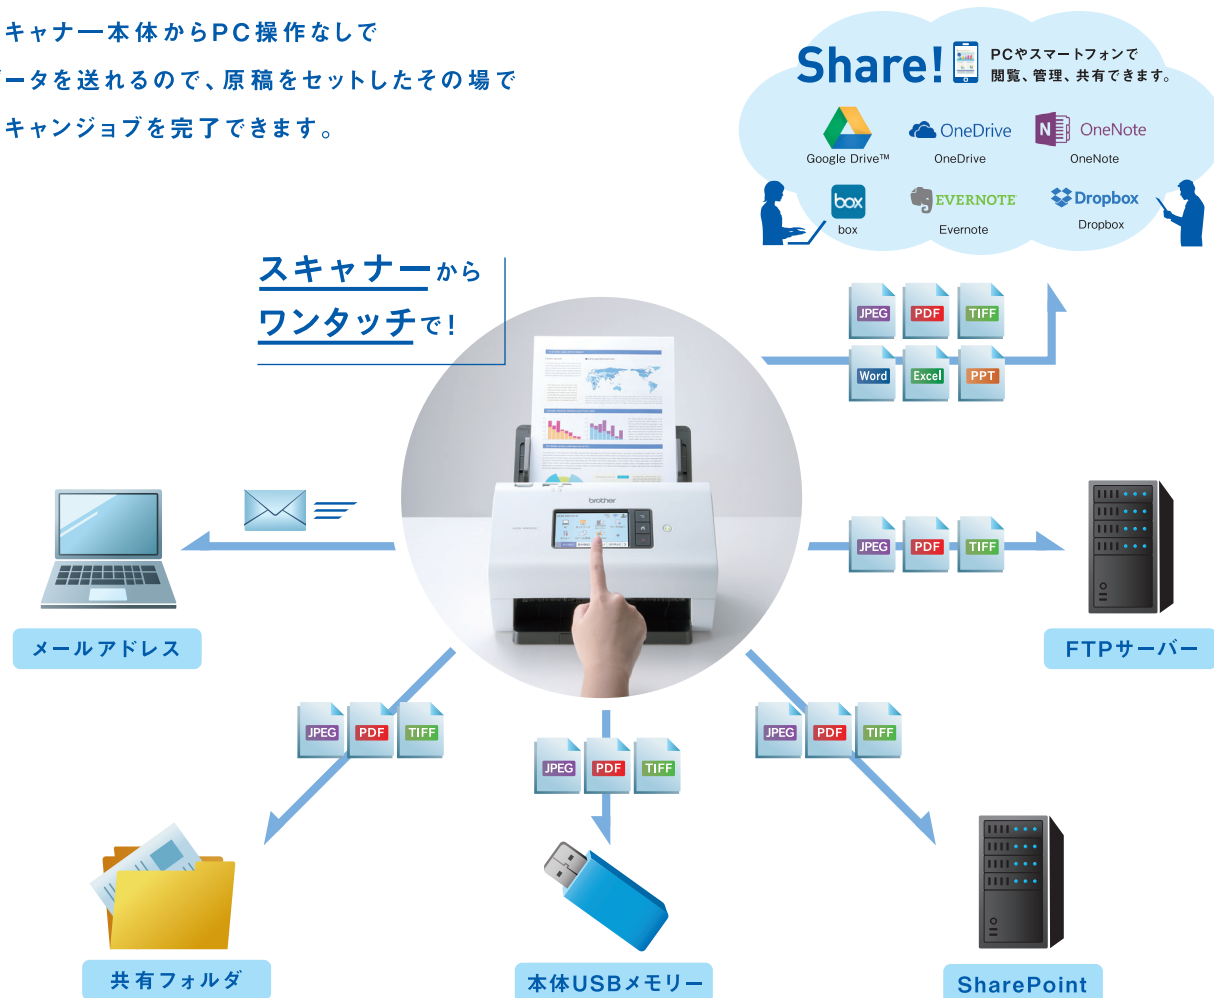 キャナー本体からPC操作なしで
ータを送れるので、原稿をセットしたその場で
キャンジョブを完了できます。
Share!
PCやスマートフォンで
閲覧、管理、共有できます。
OneDrive
N OneNote
Google Drive™
OneDrive
OneNote
box
EVERNOTE
Dropbox
box
Evernote
Dropbox
スキャナーから
ワンタッチで!
JPEG PDF TIFF
Word Excel PPT
brother
JPEG PDF TIFF
メールアドレス
FTPサーバー
JPEG PDF TIFF
JPEG PDF TIFF
JPEG PDF TIFF
共有フォルダ
本体USBメモリー
SharePoint